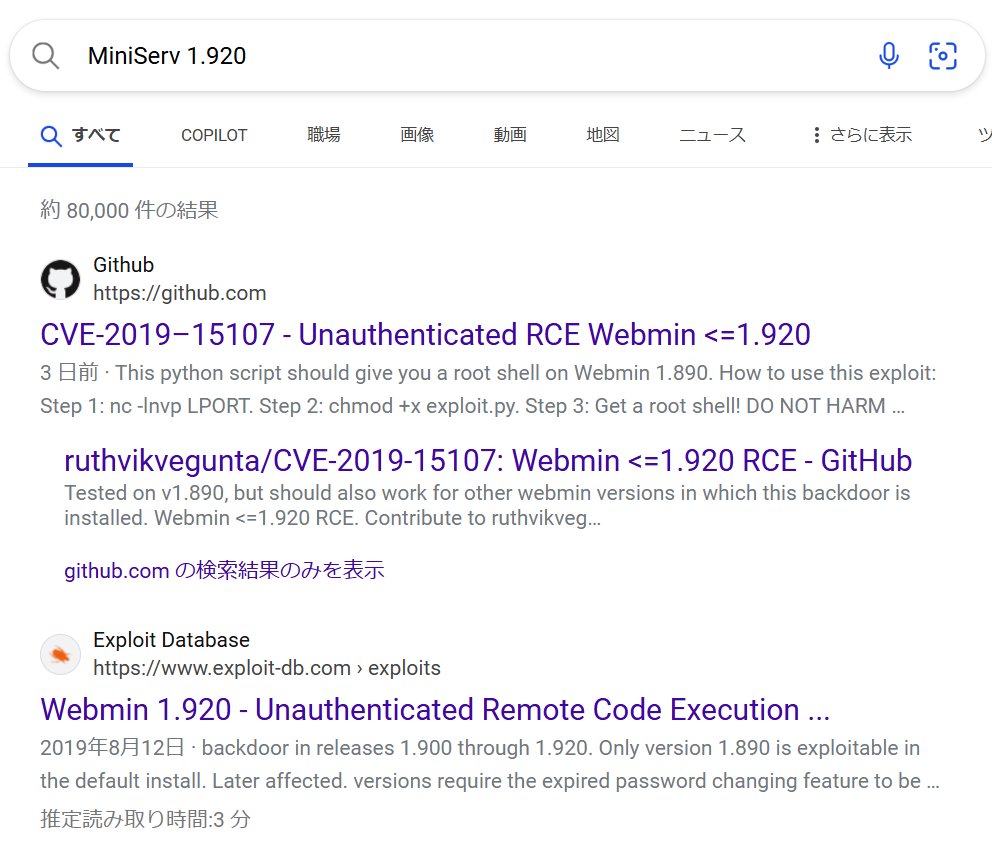 MiniServ 1.920
すべて COPILOT 職場 画像 動画 地図 ニュース さらに表示 ツ
約 80,000 件の結果
Github
https://github.com
CVE-2019–15107 - Unauthenticated RCE Webmin <=1.920
3 日前 · This python script should give you a root shell on Webmin 1.890. How to use this exploit:
Step 1: nc -lnvp LPORT. Step 2: chmod +x exploit.py. Step 3: Get a root shell! DO NOT HARM …
ruthvikvegunta/CVE-2019-15107: Webmin <=1.920 RCE - GitHub
Tested on v1.890, but should also work for other webmin versions in which this backdoor is
installed. Webmin <=1.920 RCE. Contribute to ruthvikveg…
github.com の検索結果のみを表示
Exploit Database
https://www.exploit-db.com › exploits
Webmin 1.920 - Unauthenticated Remote Code Execution ...
2019年8月12日 · backdoor in releases 1.900 through 1.920. Only version 1.890 is exploitable in
the default install. Later affected. versions require the expired password changing feature to be …
推定読み取り時間:3 分